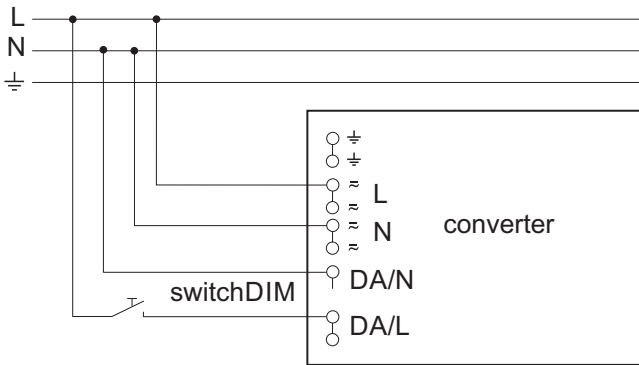 L
N
⏚
⏚
⏚
≂ L
≂
≂ N
≂
converter
DA/N
switchDIM
DA/L